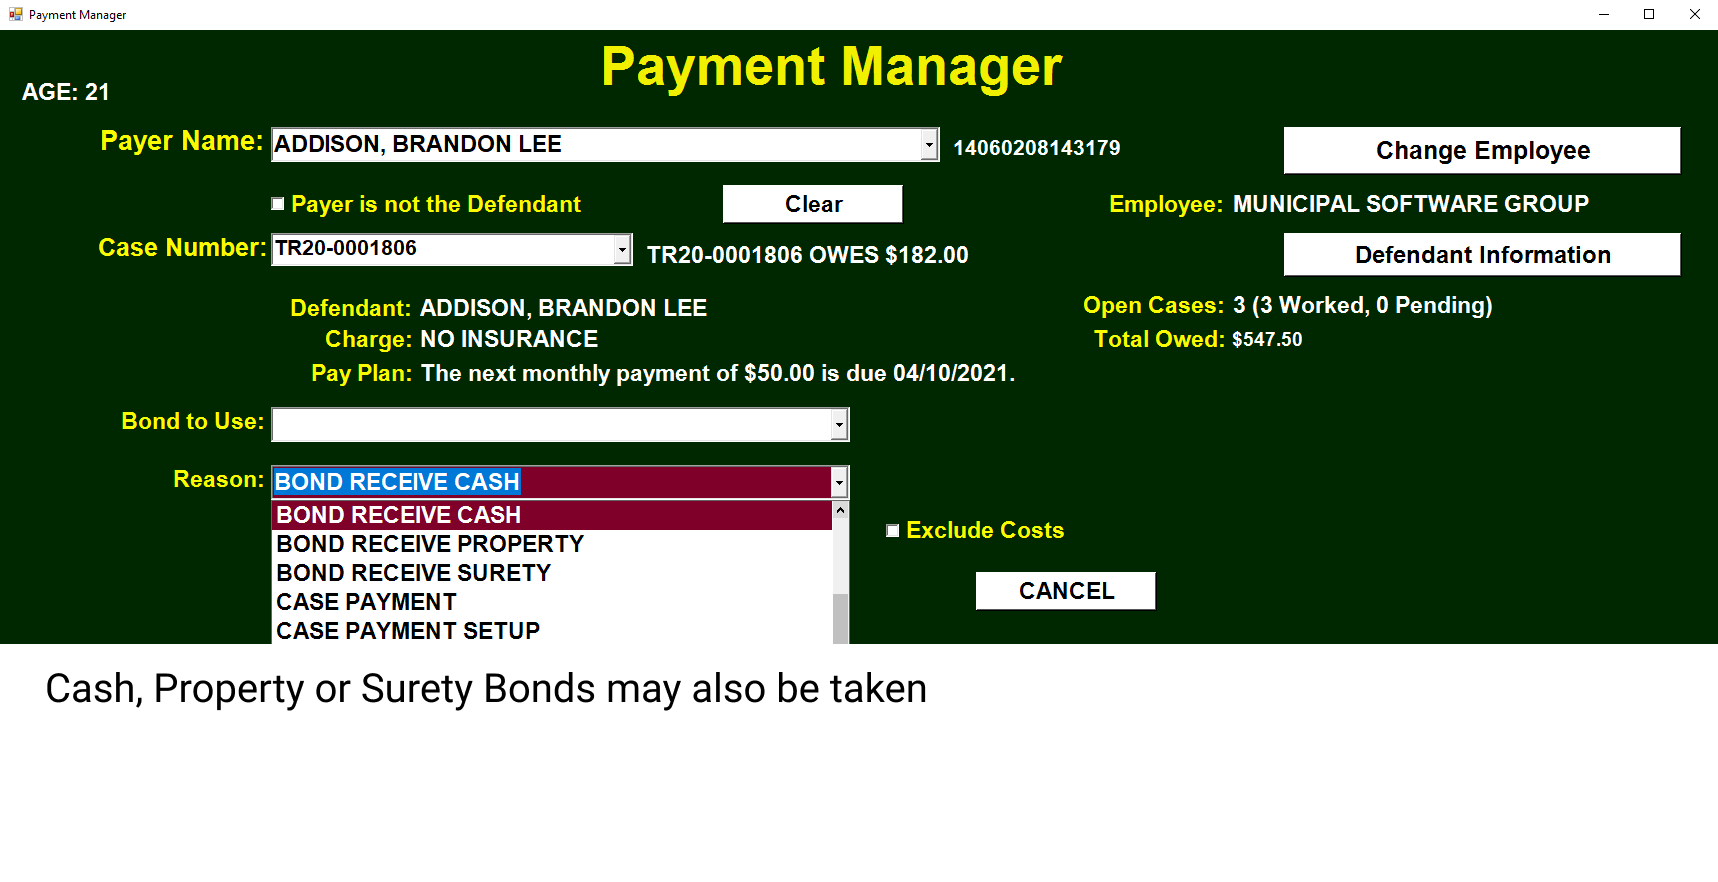 Payment Manager
Payment Manager
AGE: 21
Payer Name: ADDISON, BRANDON LEE 14060208143179 Change Employee
Payer is not the Defendant Clear Employee: MUNICIPAL SOFTWARE GROUP
Case Number: TR20-0001806 TR20-0001806 OWES $182.00 Defendant Information
Defendant: ADDISON, BRANDON LEE Open Cases: 3 (3 Worked, 0 Pending)
Charge: NO INSURANCE Total Owed: $547.50
Pay Plan: The next monthly payment of $50.00 is due 04/10/2021.
Bond to Use:
Reason: BOND RECEIVE CASH
BOND RECEIVE CASH
BOND RECEIVE PROPERTY Exclude Costs
BOND RECEIVE SURETY
CASE PAYMENT CANCEL
CASE PAYMENT SETUP
Cash, Property or Surety Bonds may also be taken